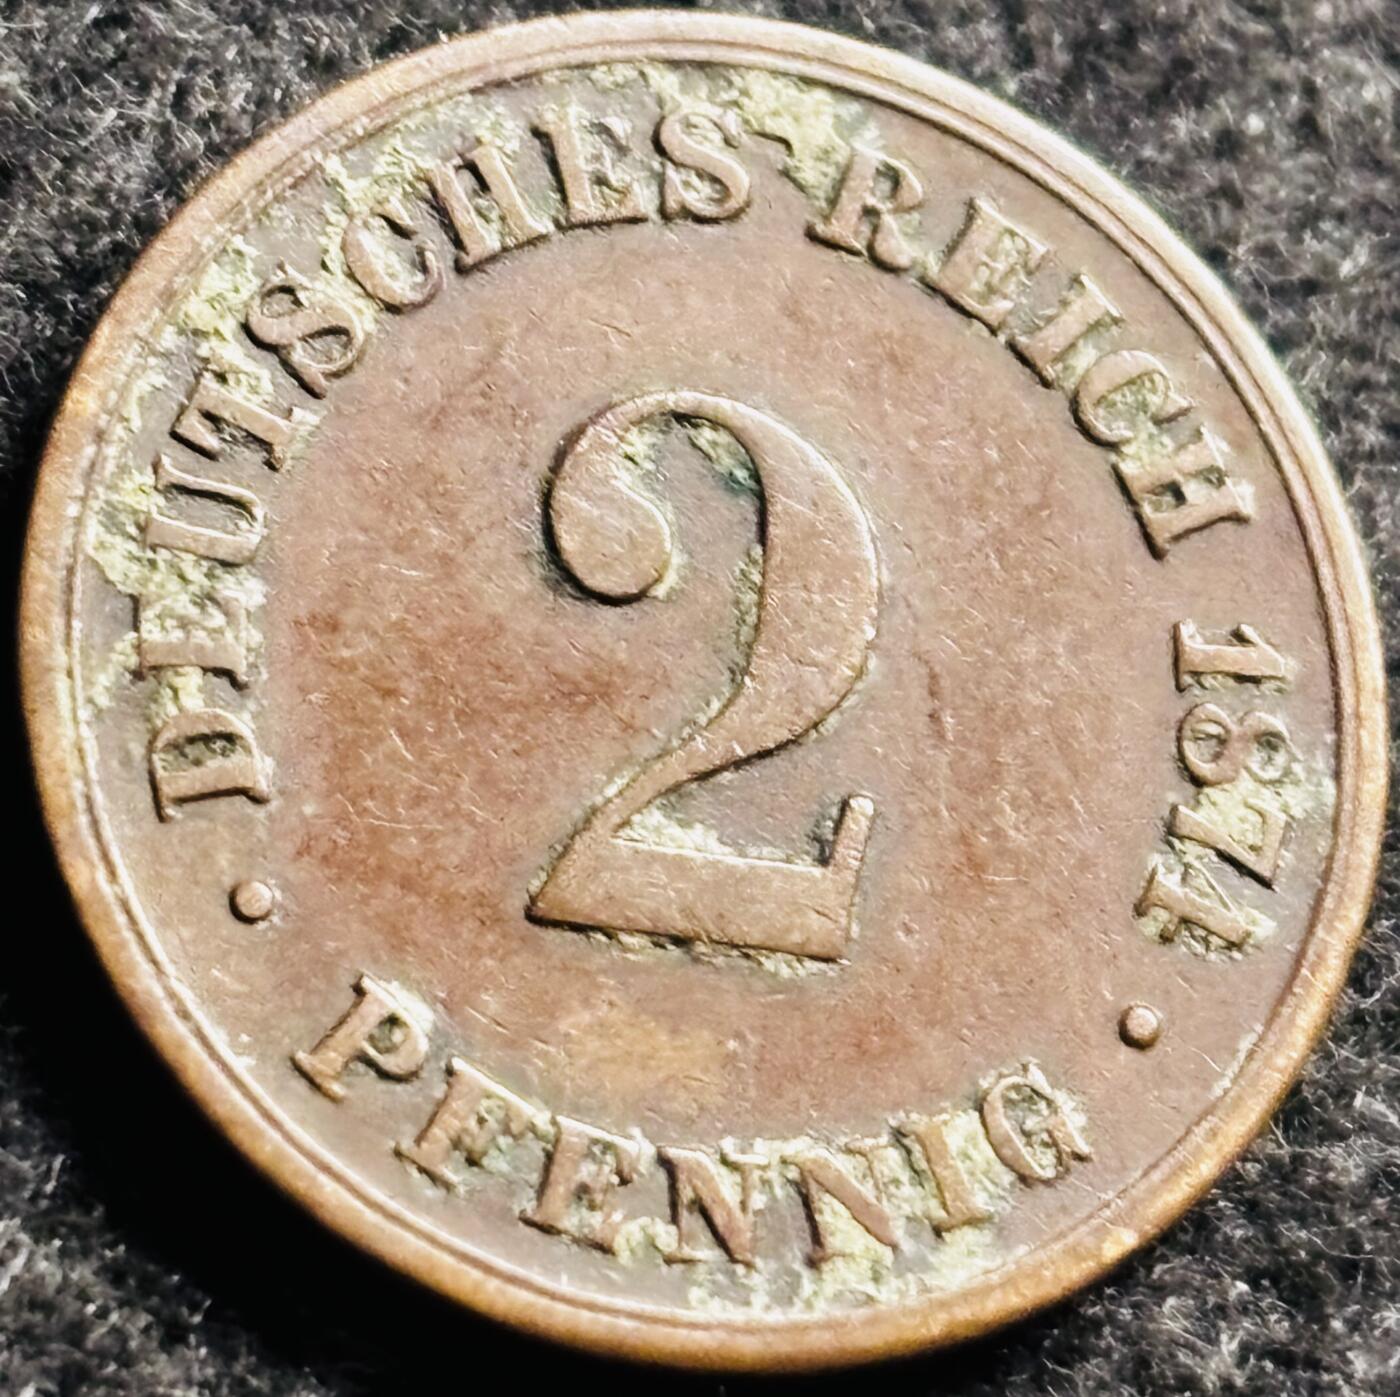 DEUTSCHES REICH 1874
2
PFENNIG